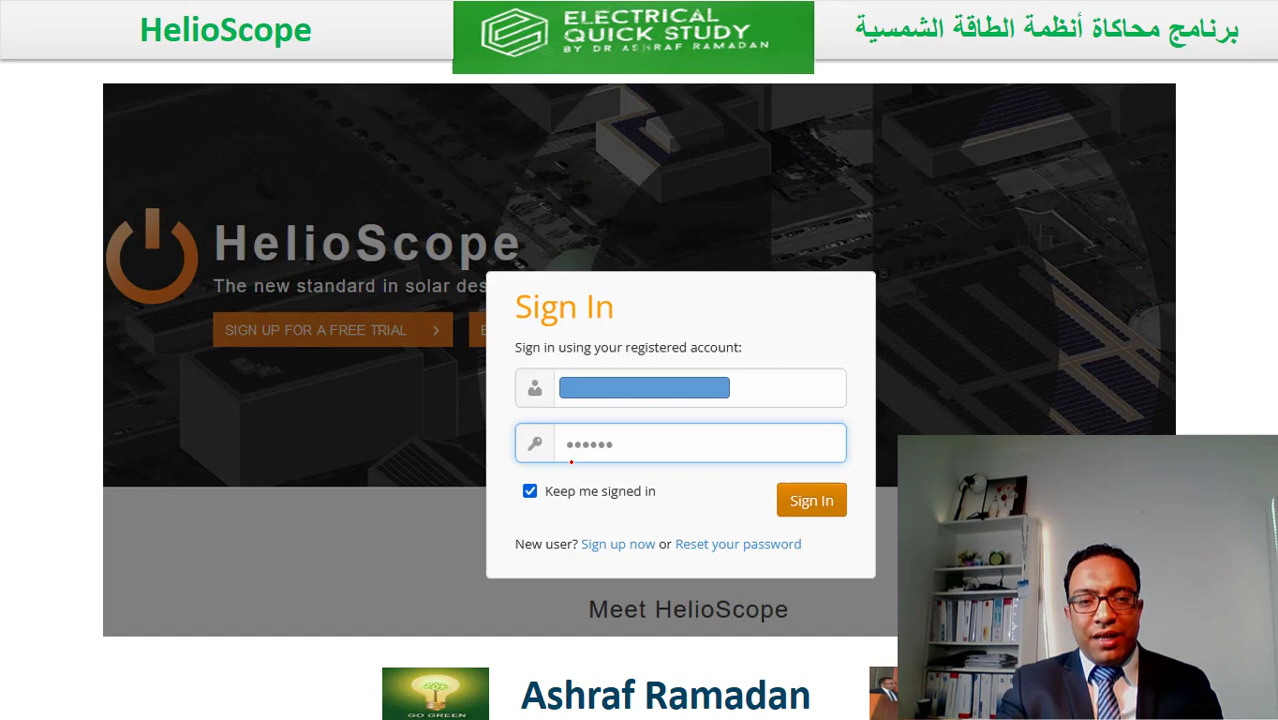 HelioScope
ELECTRICAL
QUICK STUDY
BY DR ASHRAF RAMADAN
برنامج محاكاة أنظمة الطاقة الشمسية
HelioScope
The new standard in solar des
SIGN UP FOR A FREE TRIAL
E
Sign In
Sign in using your registered account:
Keep me signed in
Sign In
New user? Sign up now or Reset your password
Meet HelioScope
GO GREEN
Ashraf Ramadan